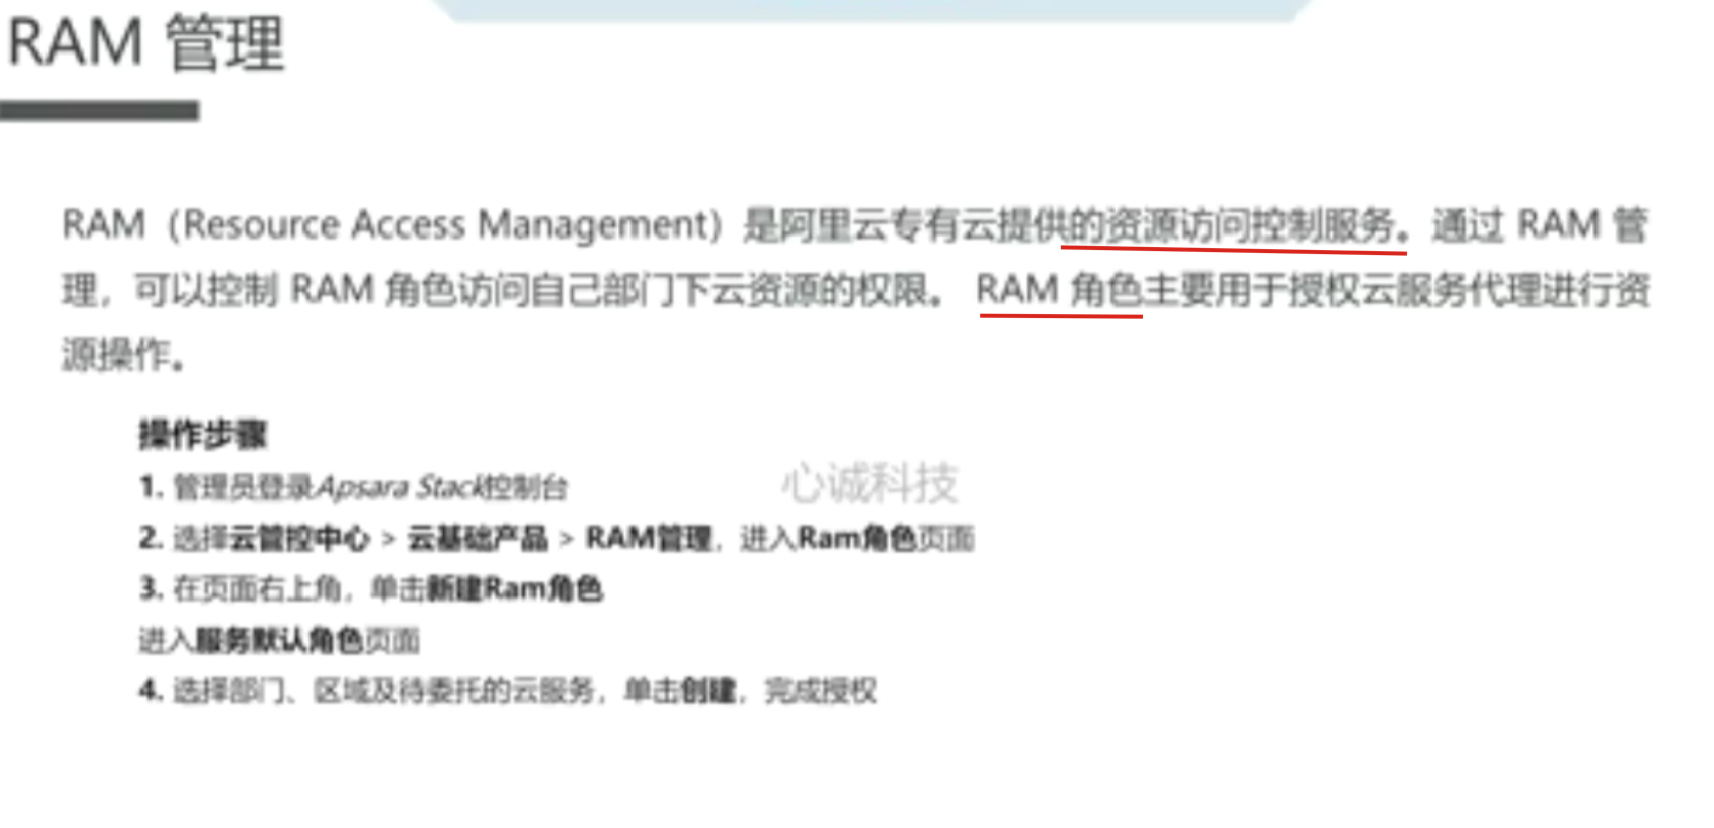 RAM 管理
RAM（Resource Access Management）是阿里云专有云提供的资源访问控制服务。通过 RAM 管
理，可以控制 RAM 角色访问自己部门下云资源的权限。 RAM 角色主要用于授权云服务代理进行资
源操作。
操作步骤
1. 管理员登录Apsara Stack控制台
心诚科技
2. 选择云管控中心 > 云基础产品 > RAM管理，进入Ram角色页面
3. 在页面右上角，单击新建Ram角色
进入服务默认角色页面
4. 选择部门、区域及待委托的云服务，单击创建，完成授权